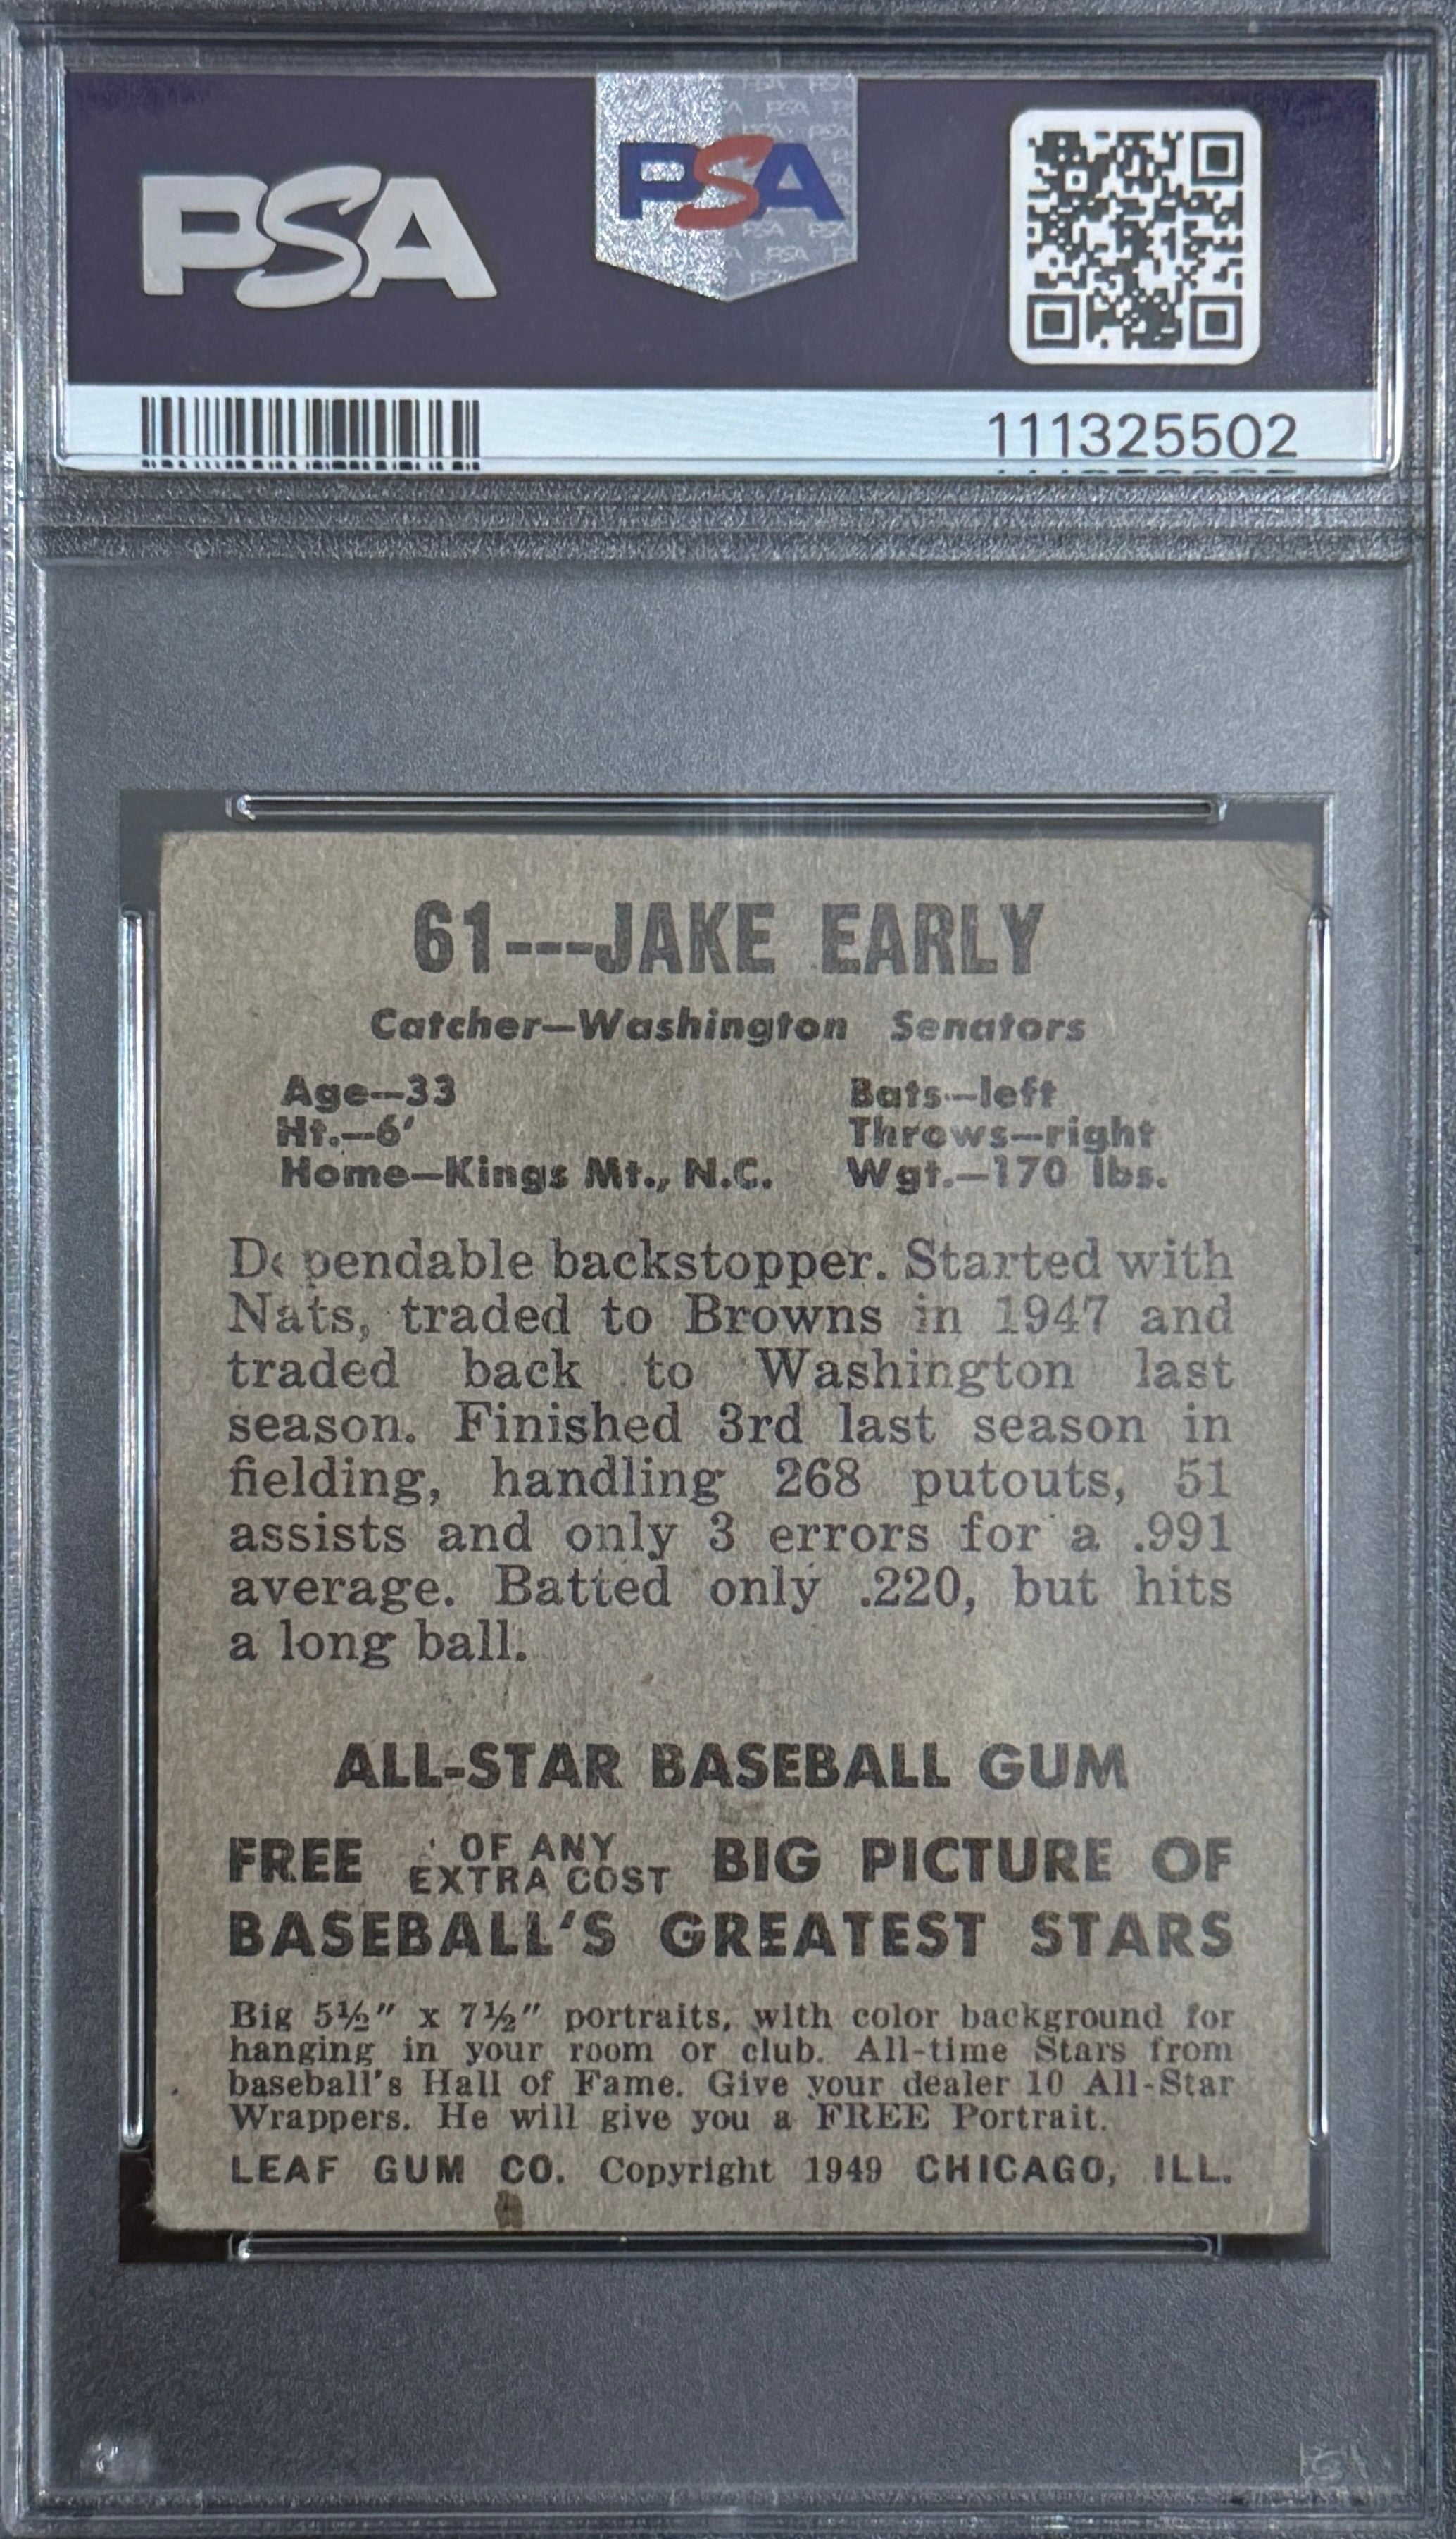 PSA
PSA
111325502
61---JAKE EARLY
Catcher—Washington Senators
Age—33 Bats—left
Ht.—6' Throws—right
Home—Kings Mt., N.C. Wgt.—170 lbs.
Dependable backstopper. Started with
Nats, traded to Browns in 1947 and
traded back to Washington last
season. Finished 3rd last season in
fielding, handling 268 putouts, 51
assists and only 3 errors for a .991
average. Batted only .220, but hits
a long ball.
ALL-STAR BASEBALL GUM
FREE OF ANY EXTRA COST BIG PICTURE OF
BASEBALL'S GREATEST STARS
Big 5½" x 7½" portraits, with color background for
hanging in your room or club. All-time Stars from
baseball's Hall of Fame. Give your dealer 10 All-Star
Wrappers. He will give you a FREE Portrait.
LEAF GUM CO. Copyright 1949 CHICAGO, ILL.